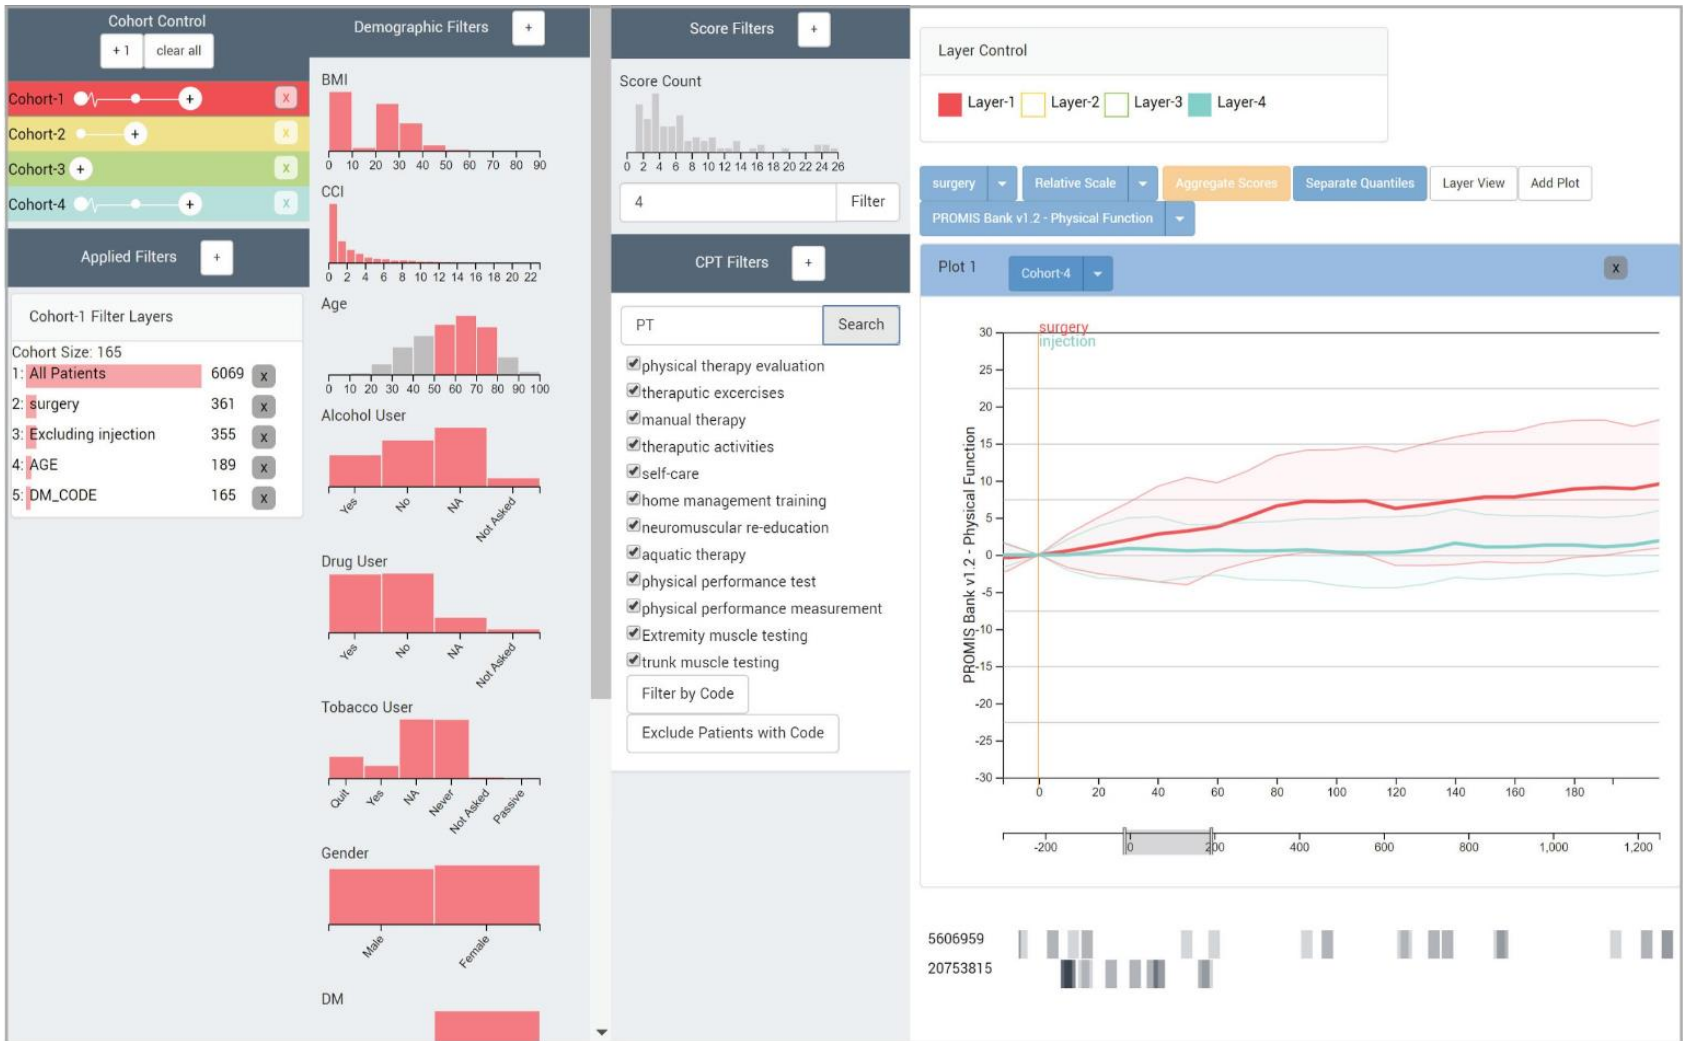 Cohort Control
+ 1 clear all
Cohort-1 + X
Cohort-2 + X
Cohort-3 + X
Cohort-4 + X
Applied Filters +
Cohort-1 Filter Layers
Cohort Size: 165
1: All Patients 6069 X
2: surgery 361 X
3: Excluding injection 355 X
4: AGE 189 X
5: DM_CODE 165 X
Demographic Filters +
BMI
0 10 20 30 40 50 60 70 80 90
CCI
0 2 4 6 8 10 12 14 16 18 20 22
Age
0 10 20 30 40 50 60 70 80 90 100
Alcohol User
Yes No NA Not Asked
Drug User
Yes No NA Not Asked
Tobacco User
Quit Yes NA Never Not Asked Passive
Gender
Male Female
DM
Score Filters +
Score Count
0 2 4 6 8 10 12 14 16 18 20 22 24 26
4 Filter
CPT Filters +
PT Search
physical therapy evaluation
theraputic excercises
manual therapy
theraputic activities
self-care
home management training
neuromuscular re-education
aquatic therapy
physical performance test
physical performance measurement
Extremity muscle testing
trunk muscle testing
Filter by Code
Exclude Patients with Code
Layer Control
Layer-1 Layer-2 Layer-3 Layer-4
surgery Relative Scale Aggregate Scores Separate Quantiles Layer View Add Plot
PROMIS Bank v1.2 - Physical Function
Plot 1 Cohort-4 X
surgery
injection
PROMIS Bank v1.2 - Physical Function
30
25
20
15
10
5
0
-5
-10
-15
-20
-25
-30
0 20 40 60 80 100 120 140 160 180
-200 0 200 400 600 800 1,000 1,200
5606959
20753815